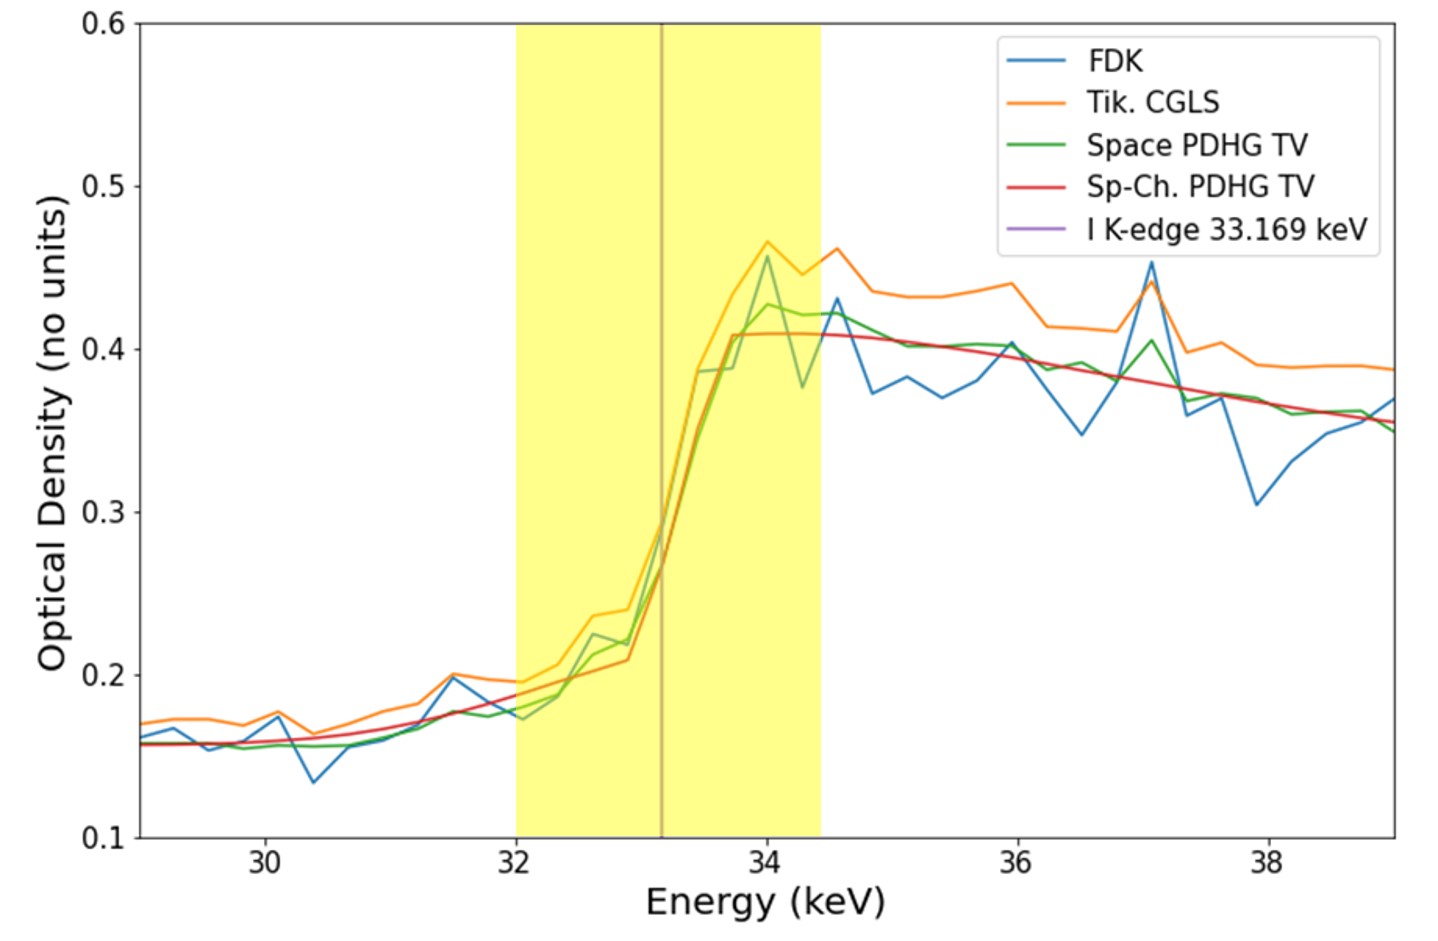 0.6
0.5
0.4
0.3
0.2
0.1
Optical Density (no units)
FDK
Tik. CGLS
Space PDHG TV
Sp-Ch. PDHG TV
I K-edge 33.169 keV
30 32 34 36 38
Energy (keV)